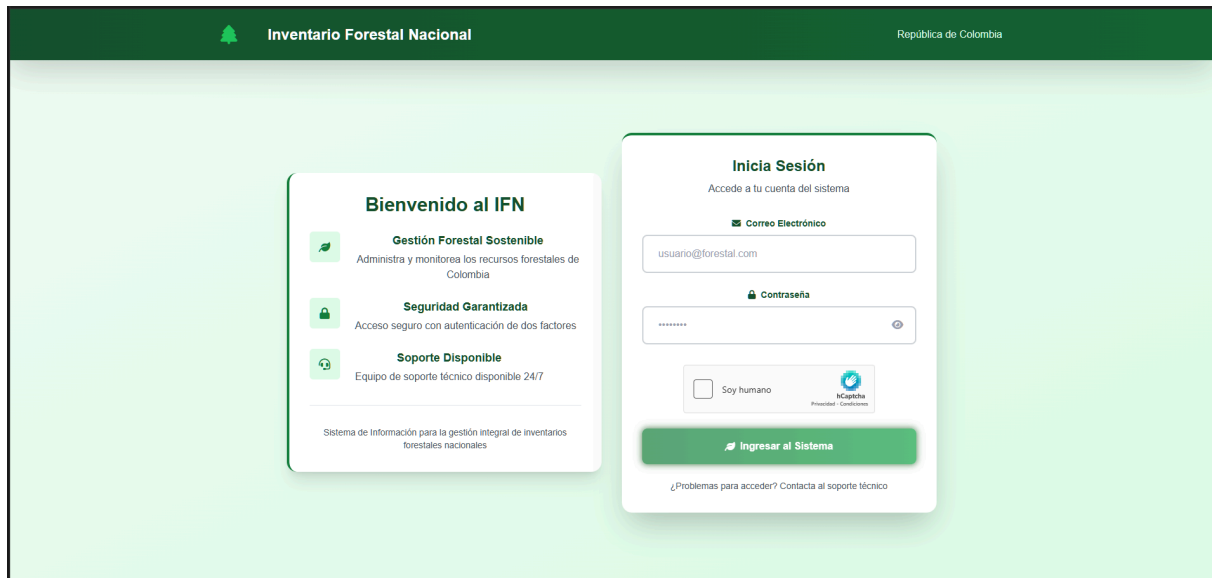 Inventario Forestal Nacional
República de Colombia
Bienvenido al IFN
Gestión Forestal Sostenible
Administra y monitorea los recursos forestales de
Colombia
Seguridad Garantizada
Acceso seguro con autenticación de dos factores
Soporte Disponible
Equipo de soporte técnico disponible 24/7
Sistema de Información para la gestión integral de inventarios
forestales nacionales
Inicia Sesión
Accede a tu cuenta del sistema
Correo Electrónico
usuario@forestal.com
Contraseña
••••••••
Soy humano
hCaptcha
Privacidad - Condiciones
Ingresar al Sistema
¿Problemas para acceder? Contacta al soporte técnico